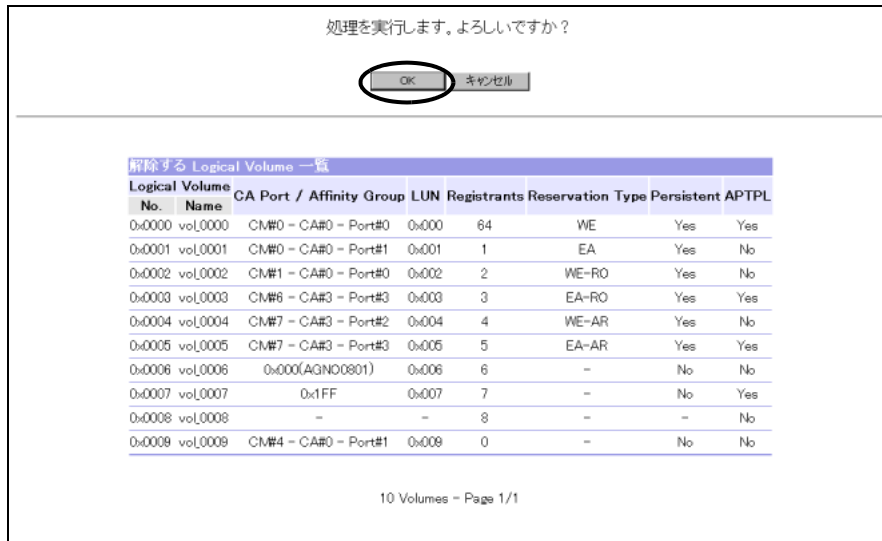 処理を実行します。よろしいですか？
OK キャンセル
解除する Logical Volume 一覧
Logical Volume CA Port / Affinity Group LUN Registrants Reservation Type Persistent APTPL
No. Name
0x0000 vol_0000 CM#0 - CA#0 - Port#0 0x000 64 WE Yes Yes
0x0001 vol_0001 CM#0 - CA#0 - Port#1 0x001 1 EA Yes No
0x0002 vol_0002 CM#1 - CA#0 - Port#0 0x002 2 WE-RO Yes No
0x0003 vol_0003 CM#6 - CA#3 - Port#3 0x003 3 EA-RO Yes Yes
0x0004 vol_0004 CM#7 - CA#3 - Port#2 0x004 4 WE-AR Yes No
0x0005 vol_0005 CM#7 - CA#3 - Port#3 0x005 5 EA-AR Yes Yes
0x0006 vol_0006 0x000(AGNO0801) 0x006 6 - No No
0x0007 vol_0007 0x1FF 0x007 7 - No Yes
0x0008 vol_0008 - - 8 - - No
0x0009 vol_0009 CM#4 - CA#0 - Port#1 0x009 0 - No No
10 Volumes - Page 1/1